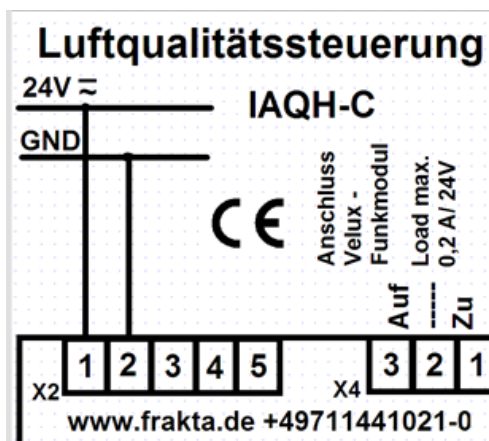 Luftqualitätssteuerung
24V
IAQH-C
GND
CE
Anschluss
Velux -
Funkmodul
Load max.
0,2 A/ 24V
Auf
-----
Zu
X2 1 2 3 4 5
X4 3 2 1
www.frakta.de +49711441021-0